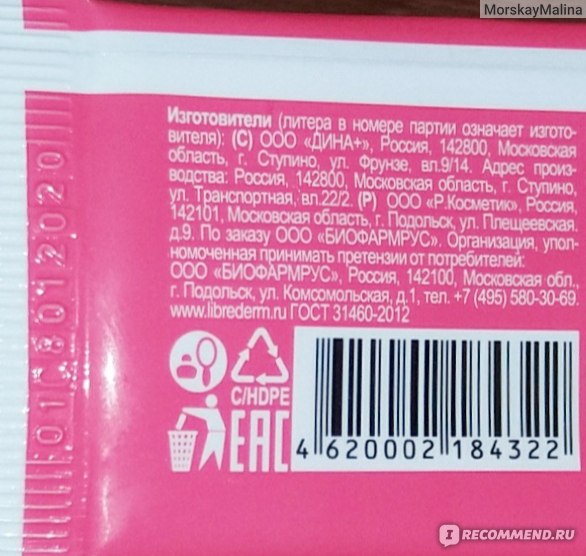 MorskayMalina
Изготовители (литера в номере партии означает изгото-
вителя): (С) ООО «ДИНА+», Россия, 142800, Московская
область, г. Ступино, ул. Фрунзе, вл.9/14. Адрес произ-
водства: Россия, 142800, Московская область, г. Ступино,
ул. Транспортная, вл.22/2. (Р) ООО «Р.Косметик», Россия,
142101, Московская область, г. Подольск, ул. Плещеевская.
д.9. По заказу ООО «БИОФАРМРУС». Организация, упол-
номоченная принимать претензии от потребителей:
ООО «БИОФАРМРУС», Россия, 142100, Московская обл.,
г. Подольск, ул. Комсомольская, д.1, тел. +7 (495) 580-30-69,
www.librederm.ru ГОСТ 31460-2012
C/HDPE
EAC
4 620002 184322
I RECOMMEND.RU